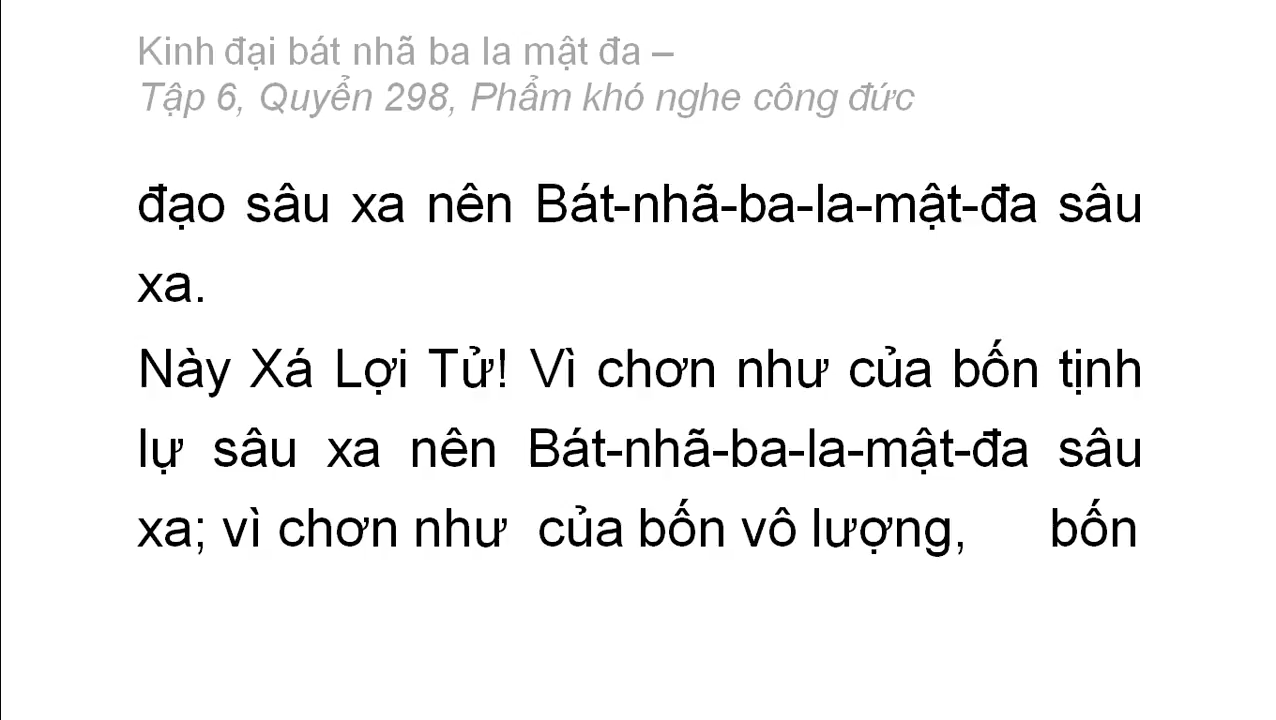 Kinh đại bát nhã ba la mật đa –
Tập 6, Quyển 298, Phẩm khó nghe công đức
đạo sâu xa nên Bát-nhã-ba-la-mật-đa sâu
xa.
Này Xá Lợi Tử! Vì chơn như của bốn tịnh
lự sâu xa nên Bát-nhã-ba-la-mật-đa sâu
xa; vì chơn như của bốn vô lượng, bốn